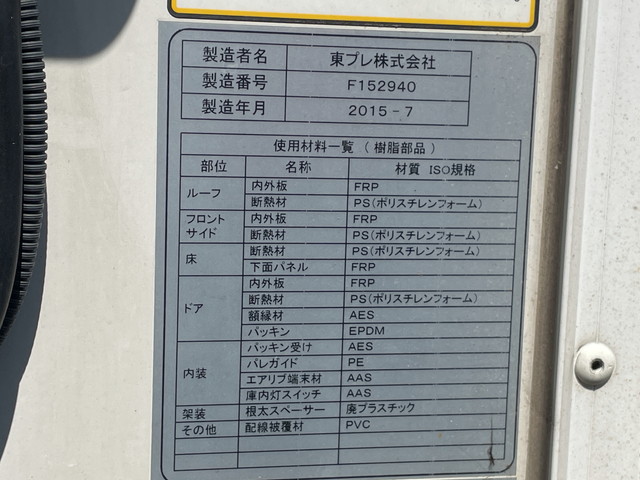 製造者名 東プレ株式会社
製造番号 F152940
製造年月 2015-7
使用材料一覧（樹脂部品）
部位 名称 材質 ISO規格
ルーフ 内外板 FRP
断熱材 PS(ポリスチレンフォーム)
フロント サイド 内外板 FRP
断熱材 PS(ポリスチレンフォーム)
床 断熱材 PS(ポリスチレンフォーム)
下面パネル FRP
ドア 内外板 FRP
断熱材 PS(ポリスチレンフォーム)
額縁材 AES
パッキン EPDM
内装 パッキン受け AES
パレガイド PE
エアリブ端末材 AAS
庫内灯スイッチ AAS
架装 根太スペーサー 廃プラスチック
その他 配線被覆材 PVC